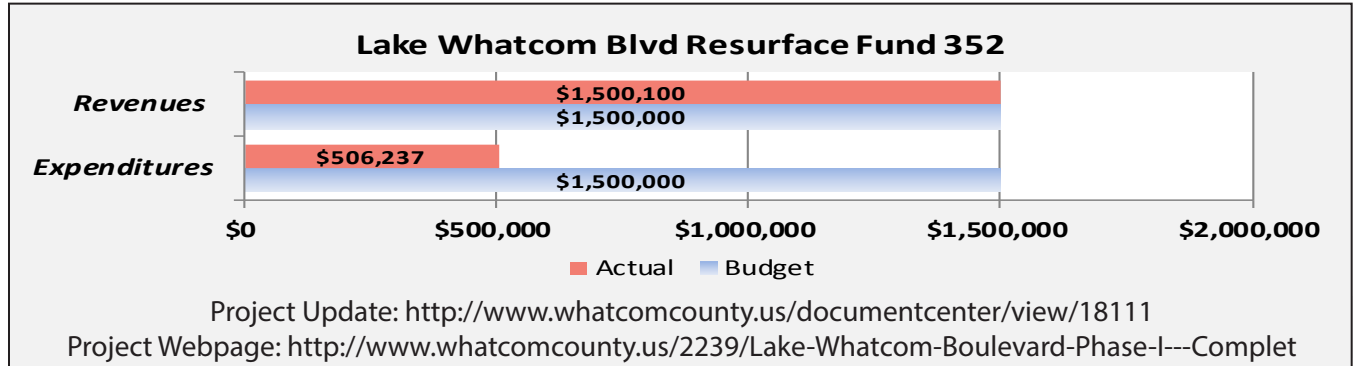 Lake Whatcom Blvd Resurface Fund 352
Revenues
$1,500,100
$1,500,000
Expenditures
$506,237
$1,500,000
$0 $500,000 $1,000,000 $1,500,000 $2,000,000
Actual Budget
Project Update: http://www.whatcomcounty.us/documentcenter/view/18111
Project Webpage: http://www.whatcomcounty.us/2239/Lake-Whatcom-Boulevard-Phase-I---Complet